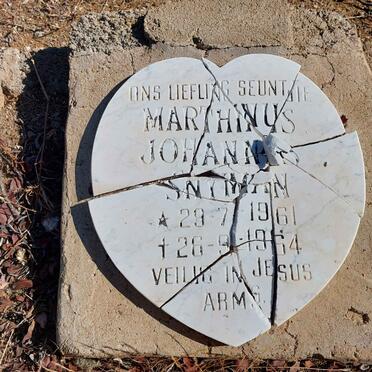 ONS LIEFLING SEUNTJIE
MARTHINUS
JOHANNES
SNYMAN
★ 29-7-1961
✝ 26-9-1964
VEILIG IN JESUS
ARMS